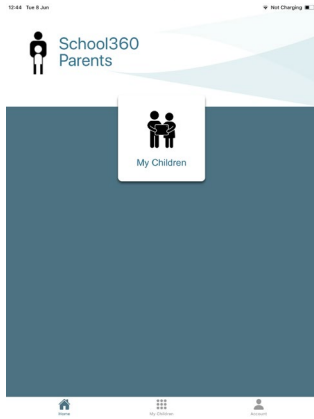 12:44 Tue 8 Jun
Not Charging
School360
Parents
My Children
Home
My Children
Account